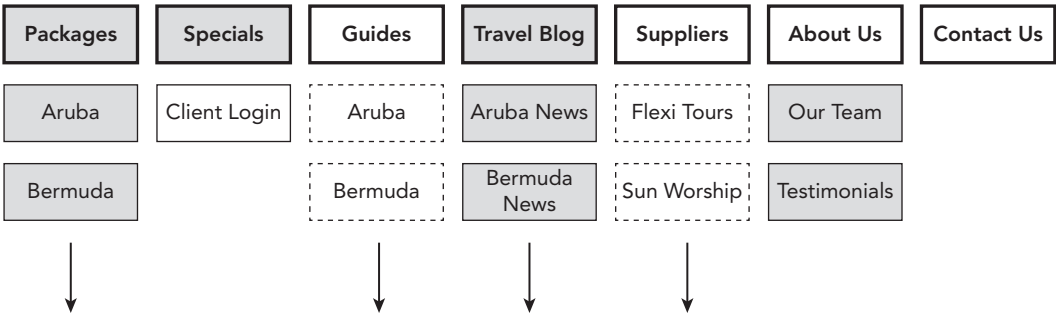 Packages
Specials
Guides
Travel Blog
Suppliers
About Us
Contact Us
Aruba
Client Login
Aruba
Aruba News
Flexi Tours
Our Team
Bermuda
Bermuda
Bermuda
News
Sun Worship
Testimonials